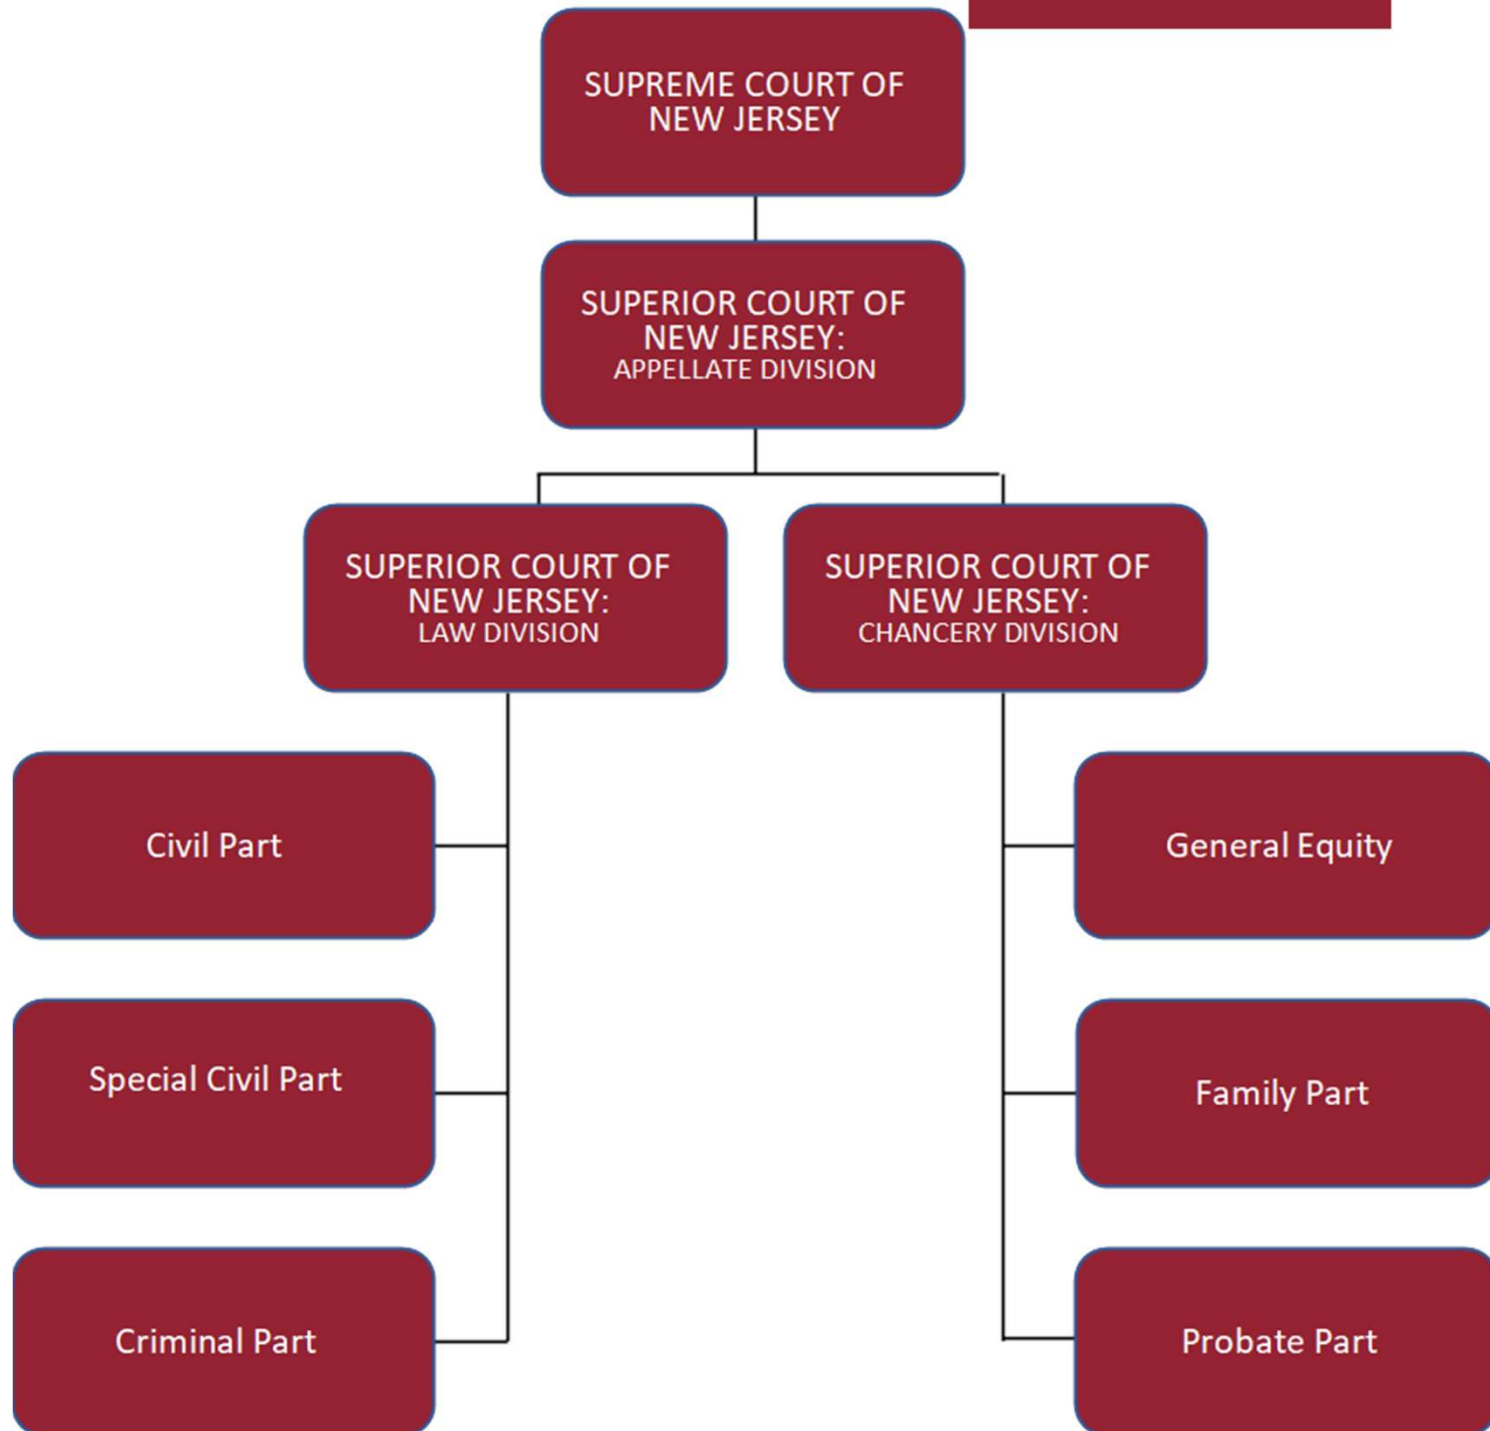 SUPREME COURT OF
NEW JERSEY
SUPERIOR COURT OF
NEW JERSEY:
APPELLATE DIVISION
SUPERIOR COURT OF
NEW JERSEY:
LAW DIVISION
SUPERIOR COURT OF
NEW JERSEY:
CHANCERY DIVISION
Civil Part
General Equity
Special Civil Part
Family Part
Criminal Part
Probate Part